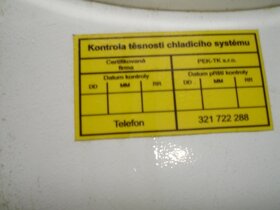 Kontrola těsnosti chladicího systému
Certifikovaná firma PEK-TK s.r.o.
Datum kontroly Datum příští kontroly
DD MM RR DD MM RR
Telefon 321 722 288